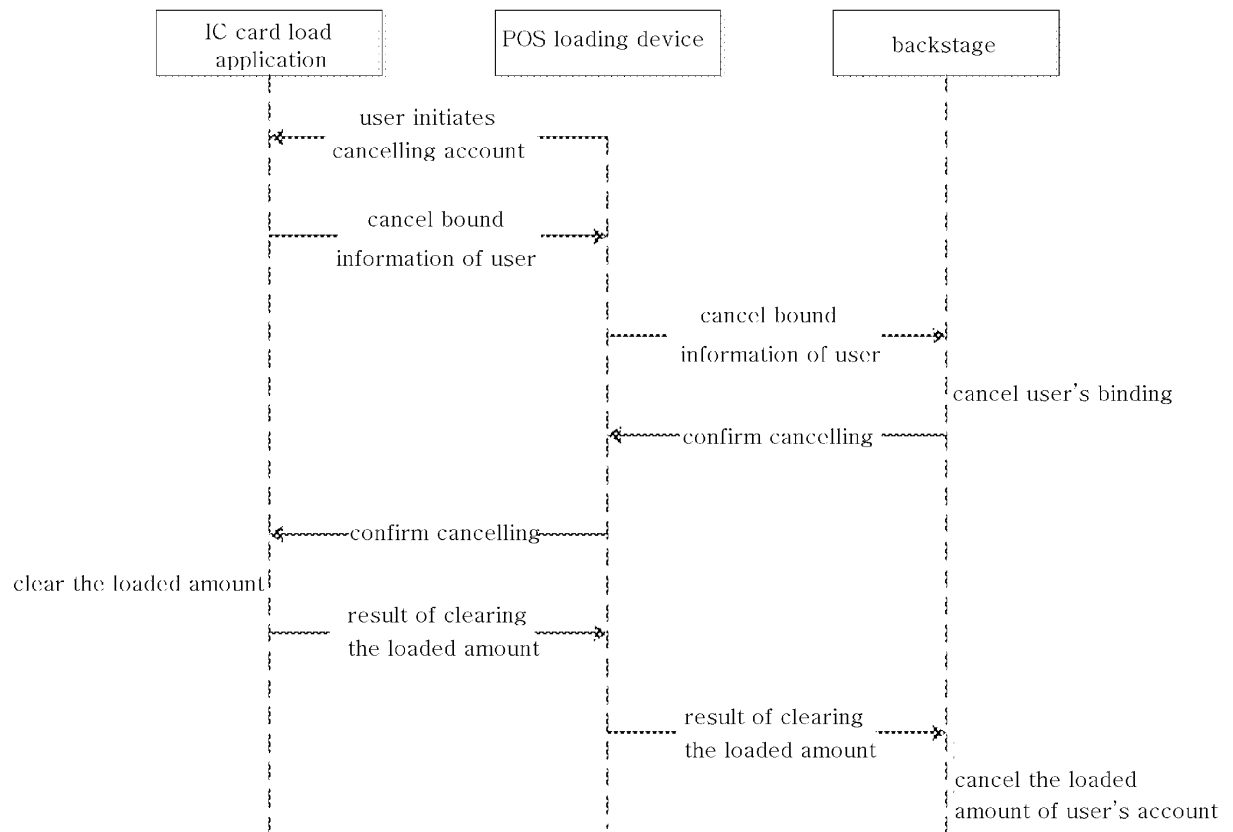 IC card load
application
POS loading device
backstage
user initiates
cancelling account
cancel bound
information of user
cancel bound
information of user
cancel user's binding
confirm cancelling
confirm cancelling
clear the loaded amount
result of clearing
the loaded amount
result of clearing
the loaded amount
cancel the loaded
amount of user's account